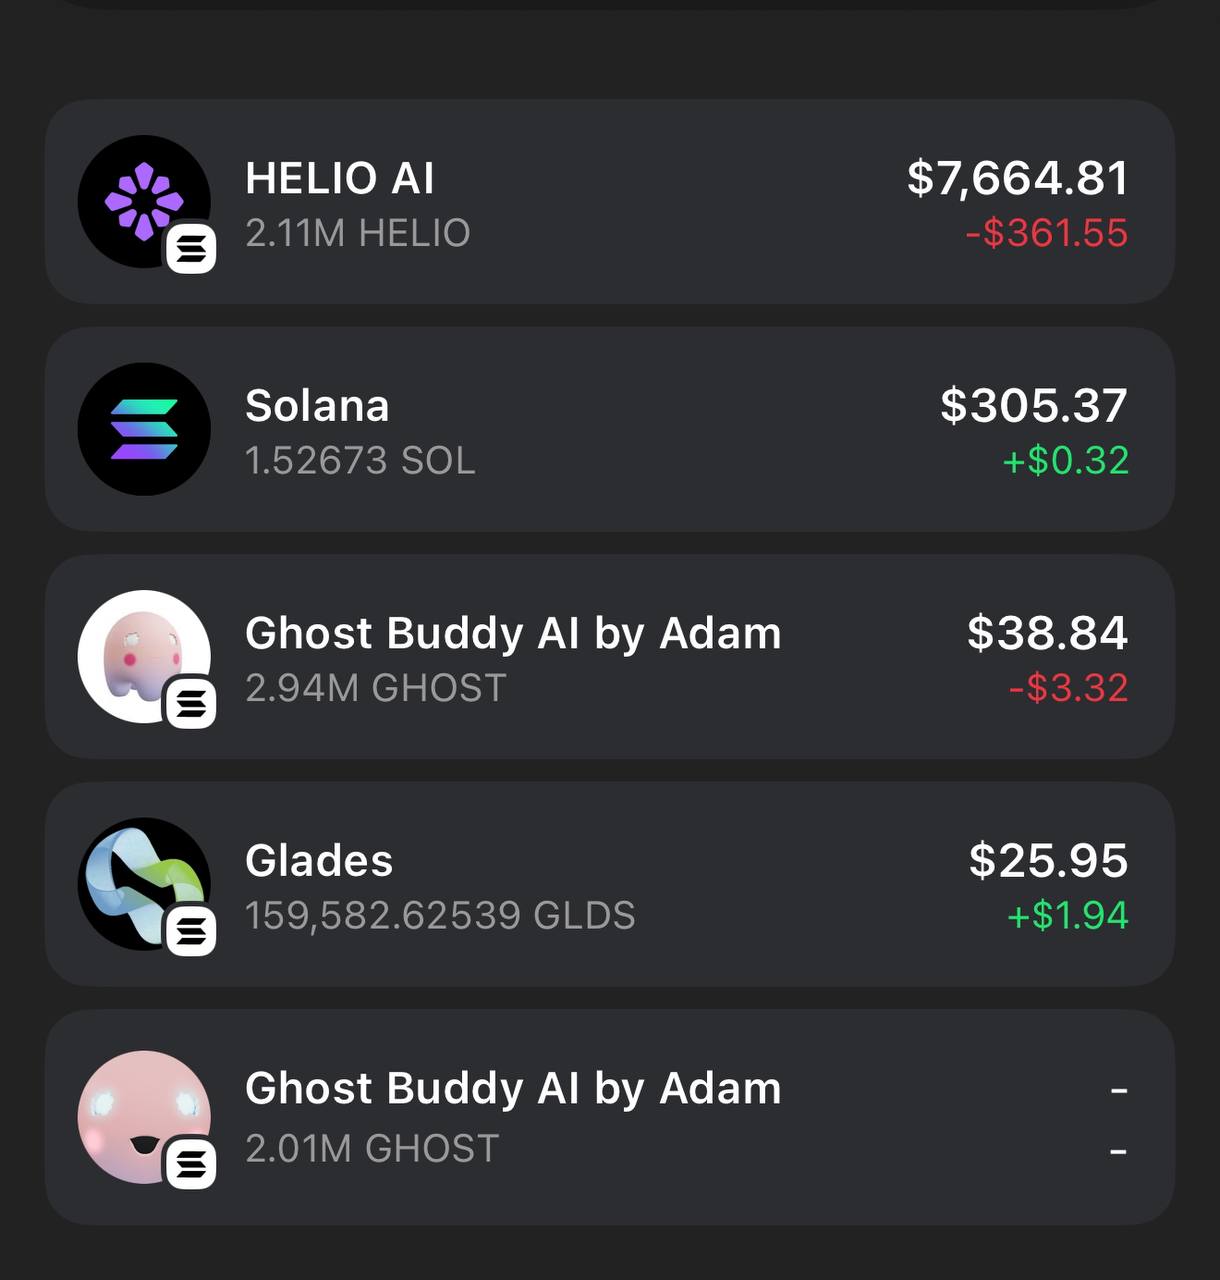 HELIO AI
$7,664.81
2.11M HELIO
-$361.55
Solana
$305.37
1.52673 SOL
+$0.32
Ghost Buddy AI by Adam
$38.84
2.94M GHOST
-$3.32
Glades
$25.95
159,582.62539 GLDS
+$1.94
Ghost Buddy AI by Adam
-
2.01M GHOST
-